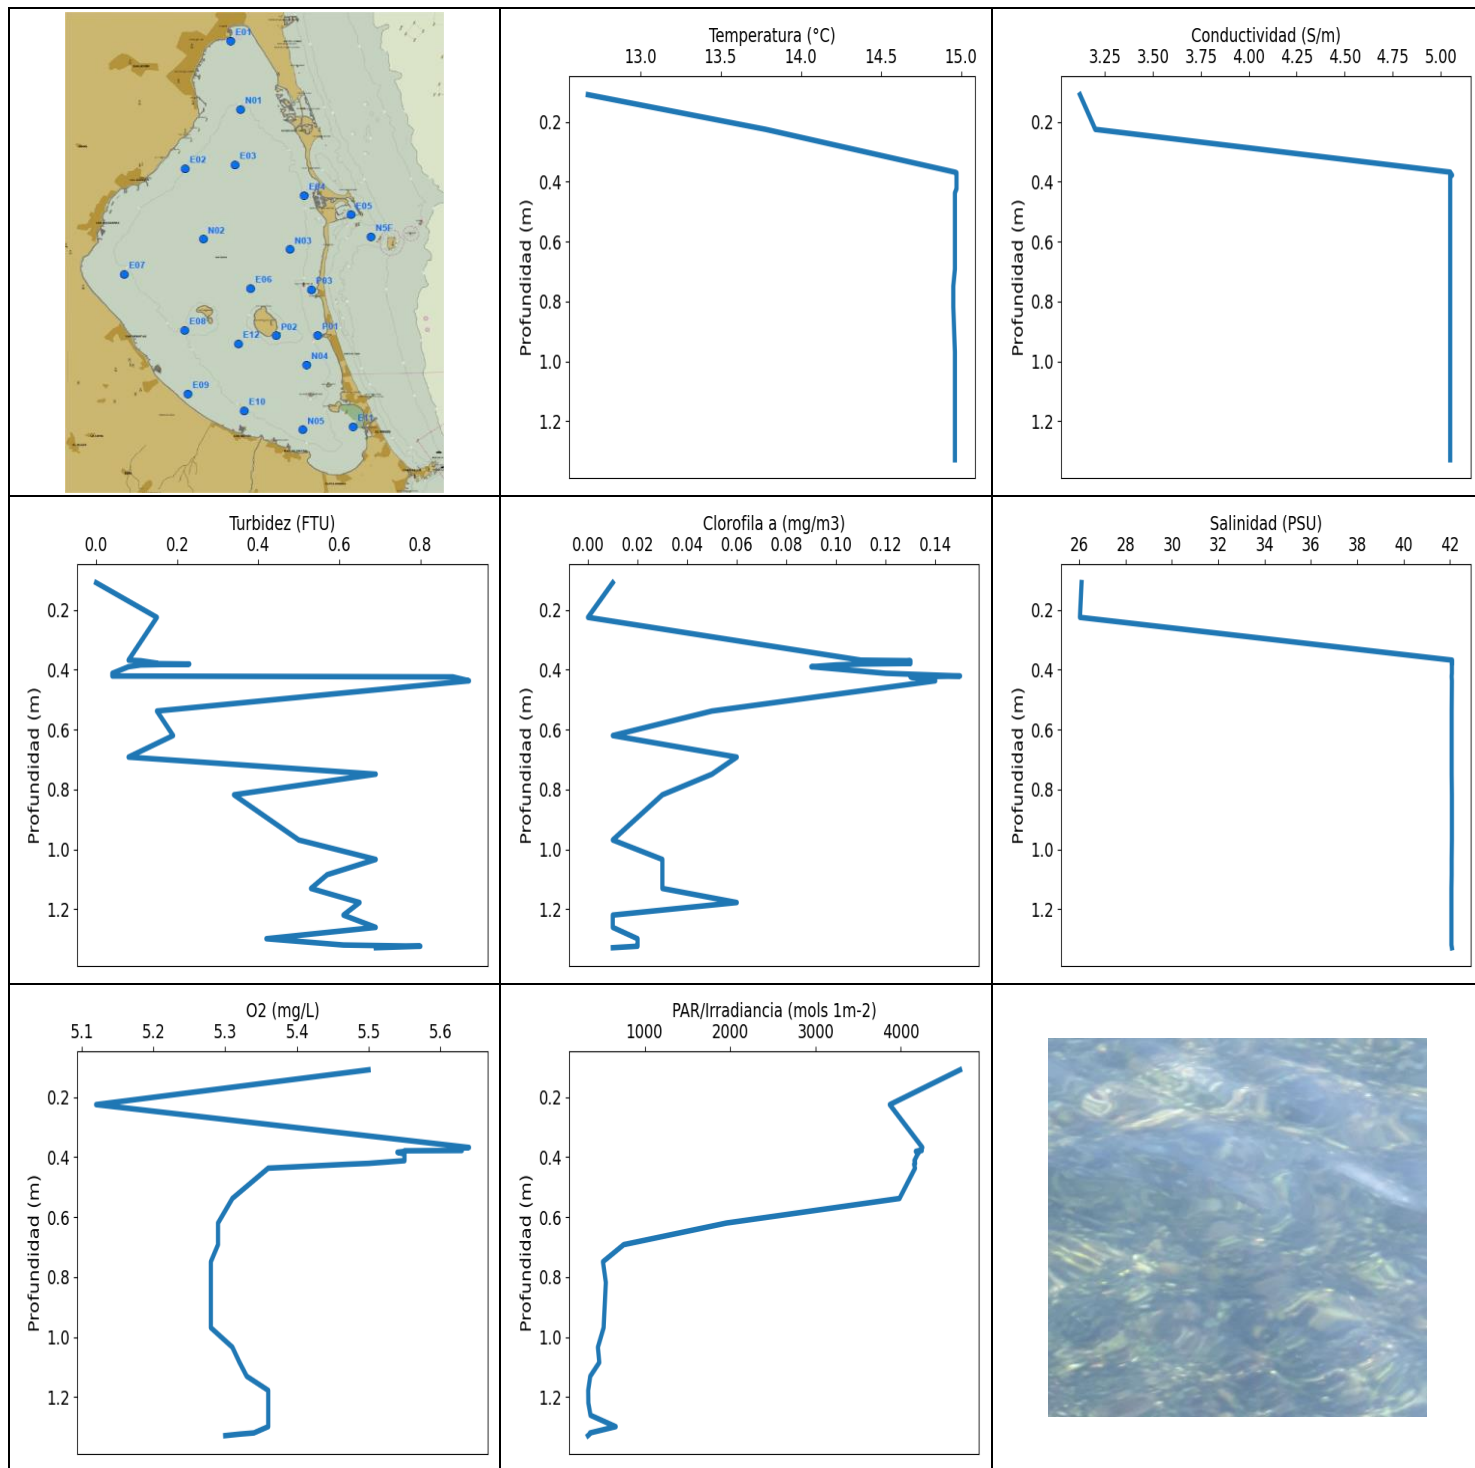 E01
N01
E02
E03
E04
E05
N5F
N02
N03
E07
E06
P03
E08
P02
P01
E12
N04
E09
E10
N05
E11
Temperatura (°C)
13.0 13.5 14.0 14.5 15.0
Profundidad (m)
0.2
0.4
0.6
0.8
1.0
1.2
Conductividad (S/m)
3.25 3.50 3.75 4.00 4.25 4.50 4.75 5.00
Profundidad (m)
0.2
0.4
0.6
0.8
1.0
1.2
Turbidez (FTU)
0.0 0.2 0.4 0.6 0.8
Profundidad (m)
0.2
0.4
0.6
0.8
1.0
1.2
Clorofila a (mg/m3)
0.00 0.02 0.04 0.06 0.08 0.10 0.12 0.14
Profundidad (m)
0.2
0.4
0.6
0.8
1.0
1.2
Salinidad (PSU)
26 28 30 32 34 36 38 40 42
Profundidad (m)
0.2
0.4
0.6
0.8
1.0
1.2
O2 (mg/L)
5.1 5.2 5.3 5.4 5.5 5.6
Profundidad (m)
0.2
0.4
0.6
0.8
1.0
1.2
PAR/Irradiancia (mols 1m-2)
1000 2000 3000 4000
Profundidad (m)
0.2
0.4
0.6
0.8
1.0
1.2